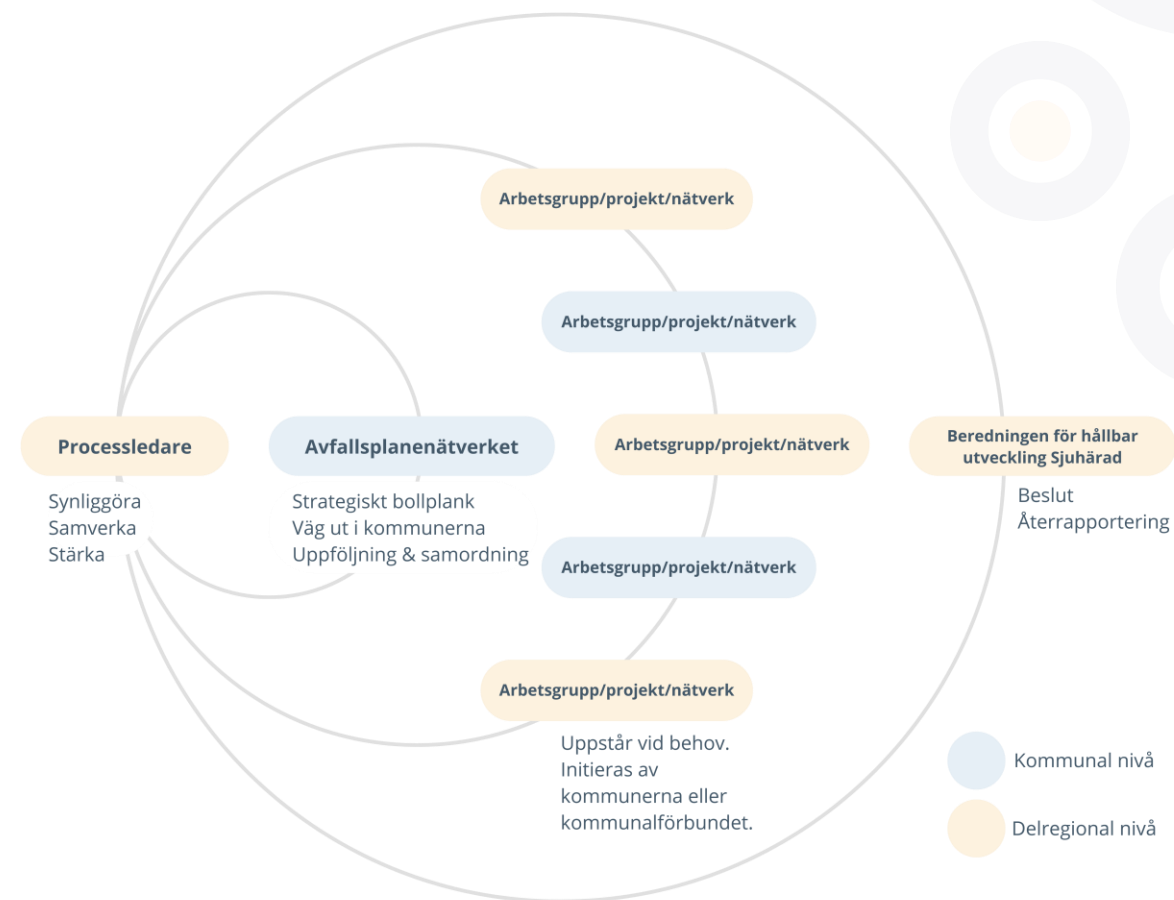 Arbetsgrupp/projekt/nätverk
Arbetsgrupp/projekt/nätverk
Processledare
Synliggöra
Samverka
Stärka
Avfallsplanenätverket
Strategiskt bollplank
Väg ut i kommunerna
Uppföljning & samordning
Arbetsgrupp/projekt/nätverk
Beredningen för hållbar
utveckling Sjuhärad
Beslut
Återrapportering
Arbetsgrupp/projekt/nätverk
Arbetsgrupp/projekt/nätverk
Uppstår vid behov.
Initieras av
kommunerna eller
kommunalförbundet.
Kommunal nivå
Delregional nivå